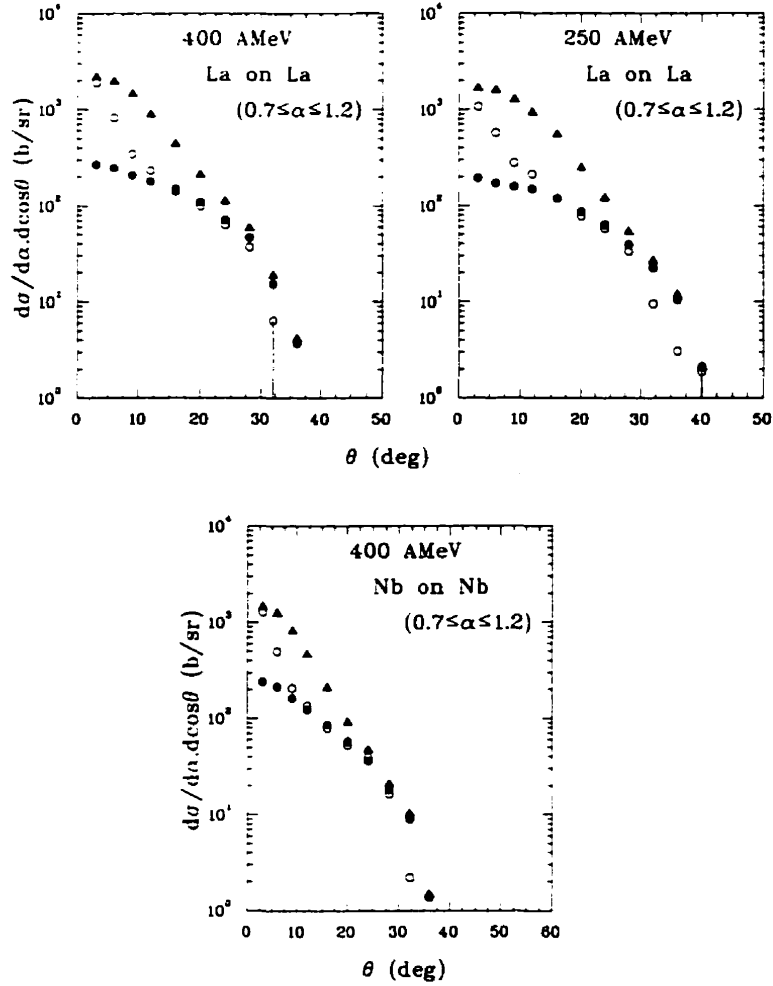 400 AMeV
La on La
(0.7≤α≤1.2)
dσ/dα.dcosθ (b/sr)
10⁴
10³
10²
10¹
10⁰
0 10 20 30 40 50
θ (deg)
250 AMeV
La on La
(0.7≤α≤1.2)
10⁴
10³
10²
10¹
10⁰
0 10 20 30 40 50
θ (deg)
400 AMeV
Nb on Nb
(0.7≤α≤1.2)
dσ/dα.dcosθ (b/sr)
10⁴
10³
10²
10¹
10⁰
0 10 20 30 40 50 60
θ (deg)